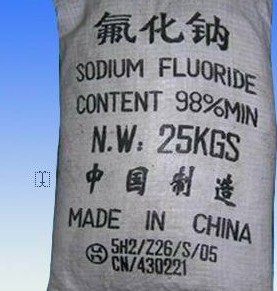 氟化钠
SODIUM FLUORIDE
CONTENT 98%MIN
N.W: 25KGS
中国制造
MADE IN CHINA
5H2/Z26/S/05
CN/430221